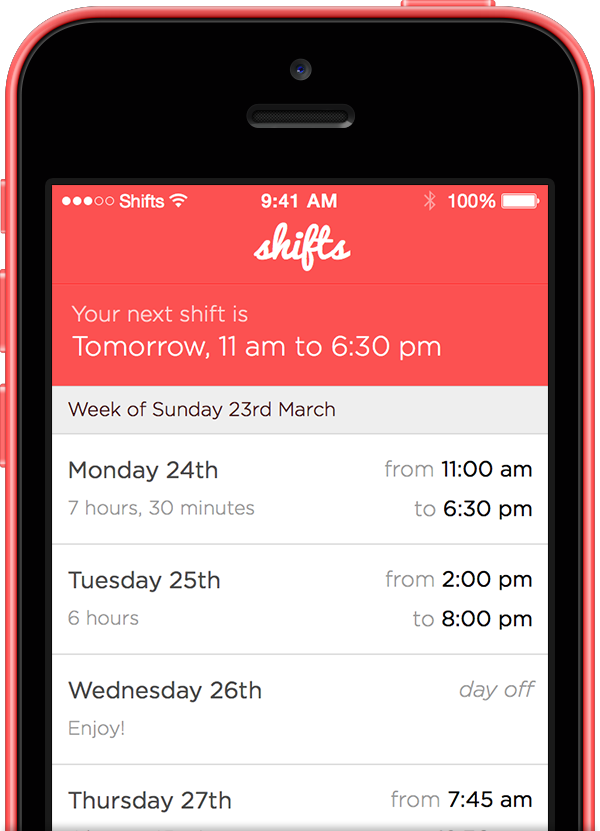 Shifts 9:41 AM 100%
shifts
Your next shift is
Tomorrow, 11 am to 6:30 pm
Week of Sunday 23rd March
Monday 24th from 11:00 am
7 hours, 30 minutes to 6:30 pm
Tuesday 25th from 2:00 pm
6 hours to 8:00 pm
Wednesday 26th day off
Enjoy!
Thursday 27th from 7:45 am